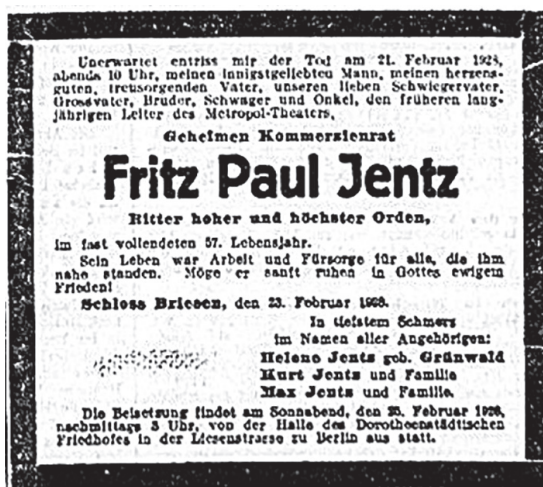 Unerwartet entriss mir der Tod am 21. Februar 1928,
abends 10 Uhr, meinen innigstgeliebten Mann, meinen herzens-
guten, treusorgenden Vater, unseren lieben Schwiegervater,
Grossvater, Bruder, Schwager und Onkel, den früheren lang-
jährigen Leiter des Metropol-Theaters,
Geheimen Kommerzienrat
Fritz Paul Jentz
Ritter hoher und höchster Orden,
im fast vollendeten 57. Lebensjahr.
Sein Leben war Arbeit und Fürsorge für alle, die ihm
nahe standen. Möge er sanft ruhen in Gottes ewigem
Frieden!
Schloss Briesen, den 23. Februar 1928.
In tiefstem Schmerz
im Namen aller Angehörigen:
Helene Jentz geb. Grünwald
Kurt Jentz und Familie
Max Jentz und Familie.
Die Beisetzung findet am Sonnabend, den 25. Februar 1928,
nachmittags 3 Uhr, von der Halle des Dorotheenstädtischen
Friedhofes in der Liesenstrasse zu Berlin aus statt.